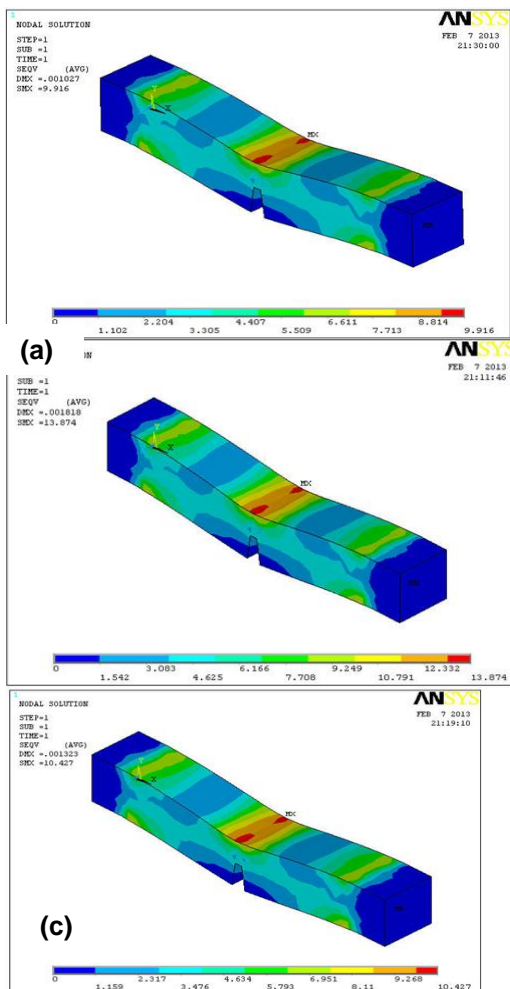 1
NODAL SOLUTION
STEP=1
SUB =1
TIME=1
SEQV (AVG)
DMX =.001027
SMX =9.916
ANSYS
FEB 7 2013
21:30:00
Y
X
MX
0 2.204 4.407 6.611 8.814
1.102 3.305 5.509 7.713 9.916
(a)
SUB =1
TIME=1
SEQV (AVG)
DMX =.001818
SMX =13.874
ANSYS
FEB 7 2013
21:11:46
Y
X
MX
0 3.083 6.166 9.249 12.332
1.542 4.625 7.708 10.791 13.874
1
NODAL SOLUTION
STEP=1
SUB =1
TIME=1
SEQV (AVG)
DMX =.001323
SMX =10.427
ANSYS
FEB 7 2013
21:19:10
Y
X
MX
(c)
0 2.317 4.634 6.951 9.268
1.159 3.476 5.793 8.11 10.427